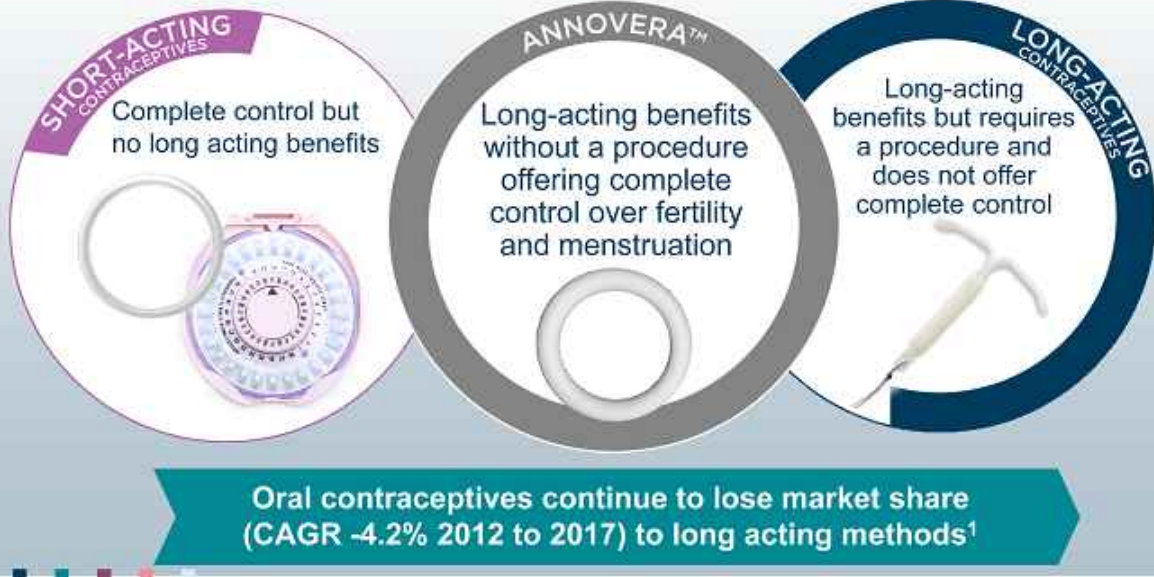 SHORT-ACTING
CONTRACEPTIVES
Complete control but
no long acting benefits
ANNOVERA™
Long-acting benefits
without a procedure
offering complete
control over fertility
and menstruation
LONG-ACTING
CONTRACEPTIVES
Long-acting
benefits but requires
a procedure and
does not offer
complete control
Oral contraceptives continue to lose market share
(CAGR -4.2% 2012 to 2017) to long acting methods¹